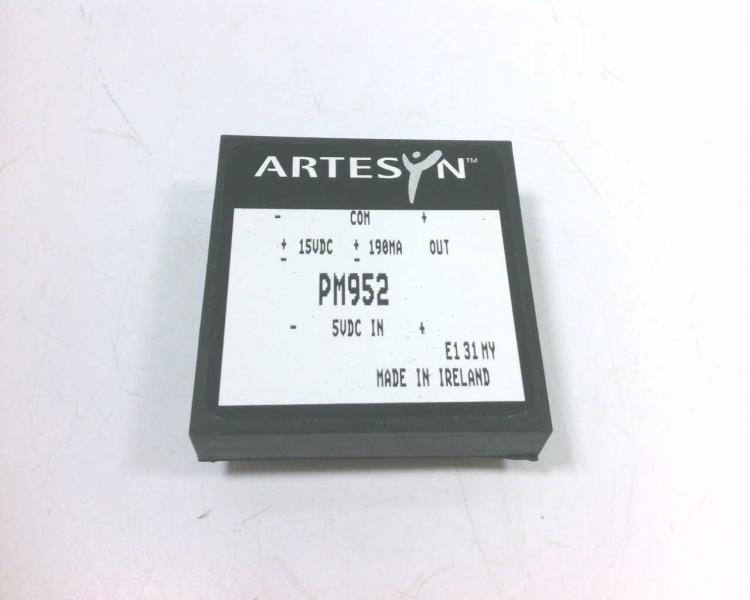 ARTESYN™
- COM +
± 15VDC ± 190MA OUT
PM952
- 5VDC IN +
E1 31 MY
MADE IN IRELAND